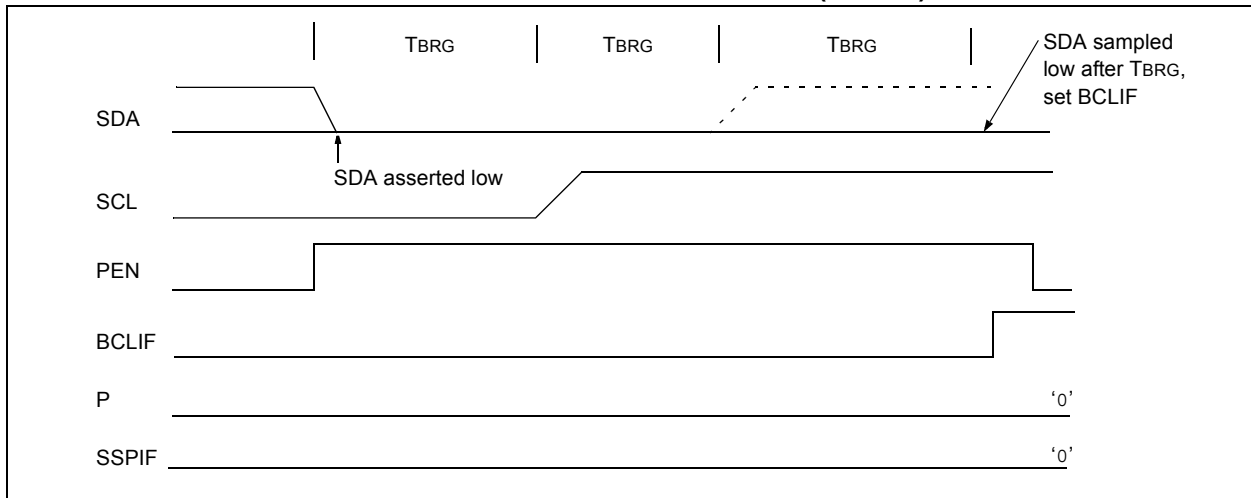 TBRG TBRG TBRG
SDA sampled
low after TBRG,
set BCLIF
SDA
SDA asserted low
SCL
PEN
BCLIF
P
‘0’
SSPIF
‘0’